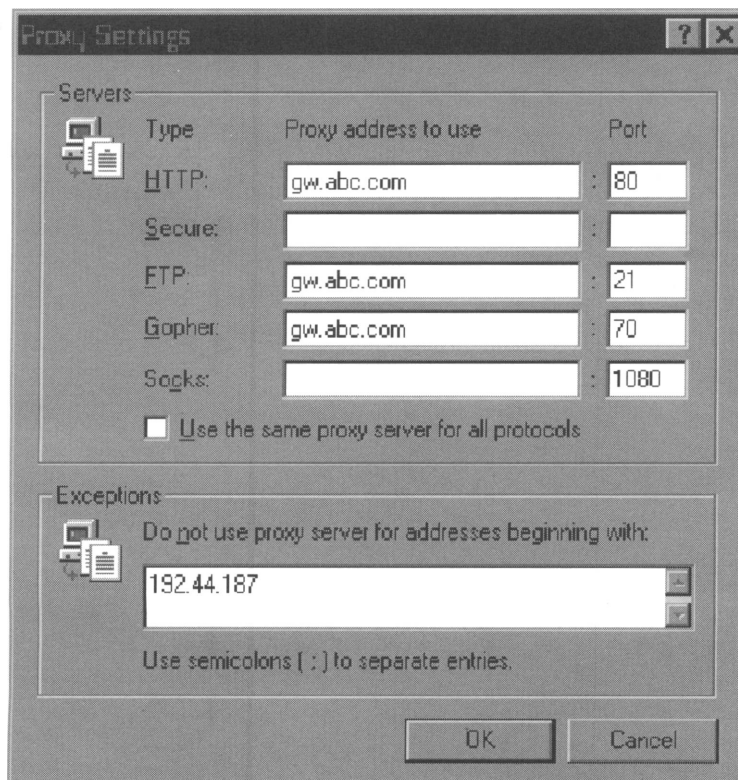 Proxy Settings
Servers
Type Proxy address to use Port
HTTP: gw.abc.com : 80
Secure: :
FTP: gw.abc.com : 21
Gopher: gw.abc.com : 70
Socks: : 1080
Use the same proxy server for all protocols
Exceptions
Do not use proxy server for addresses beginning with:
192.44.187
Use semicolons ( ; ) to separate entries.
OK Cancel